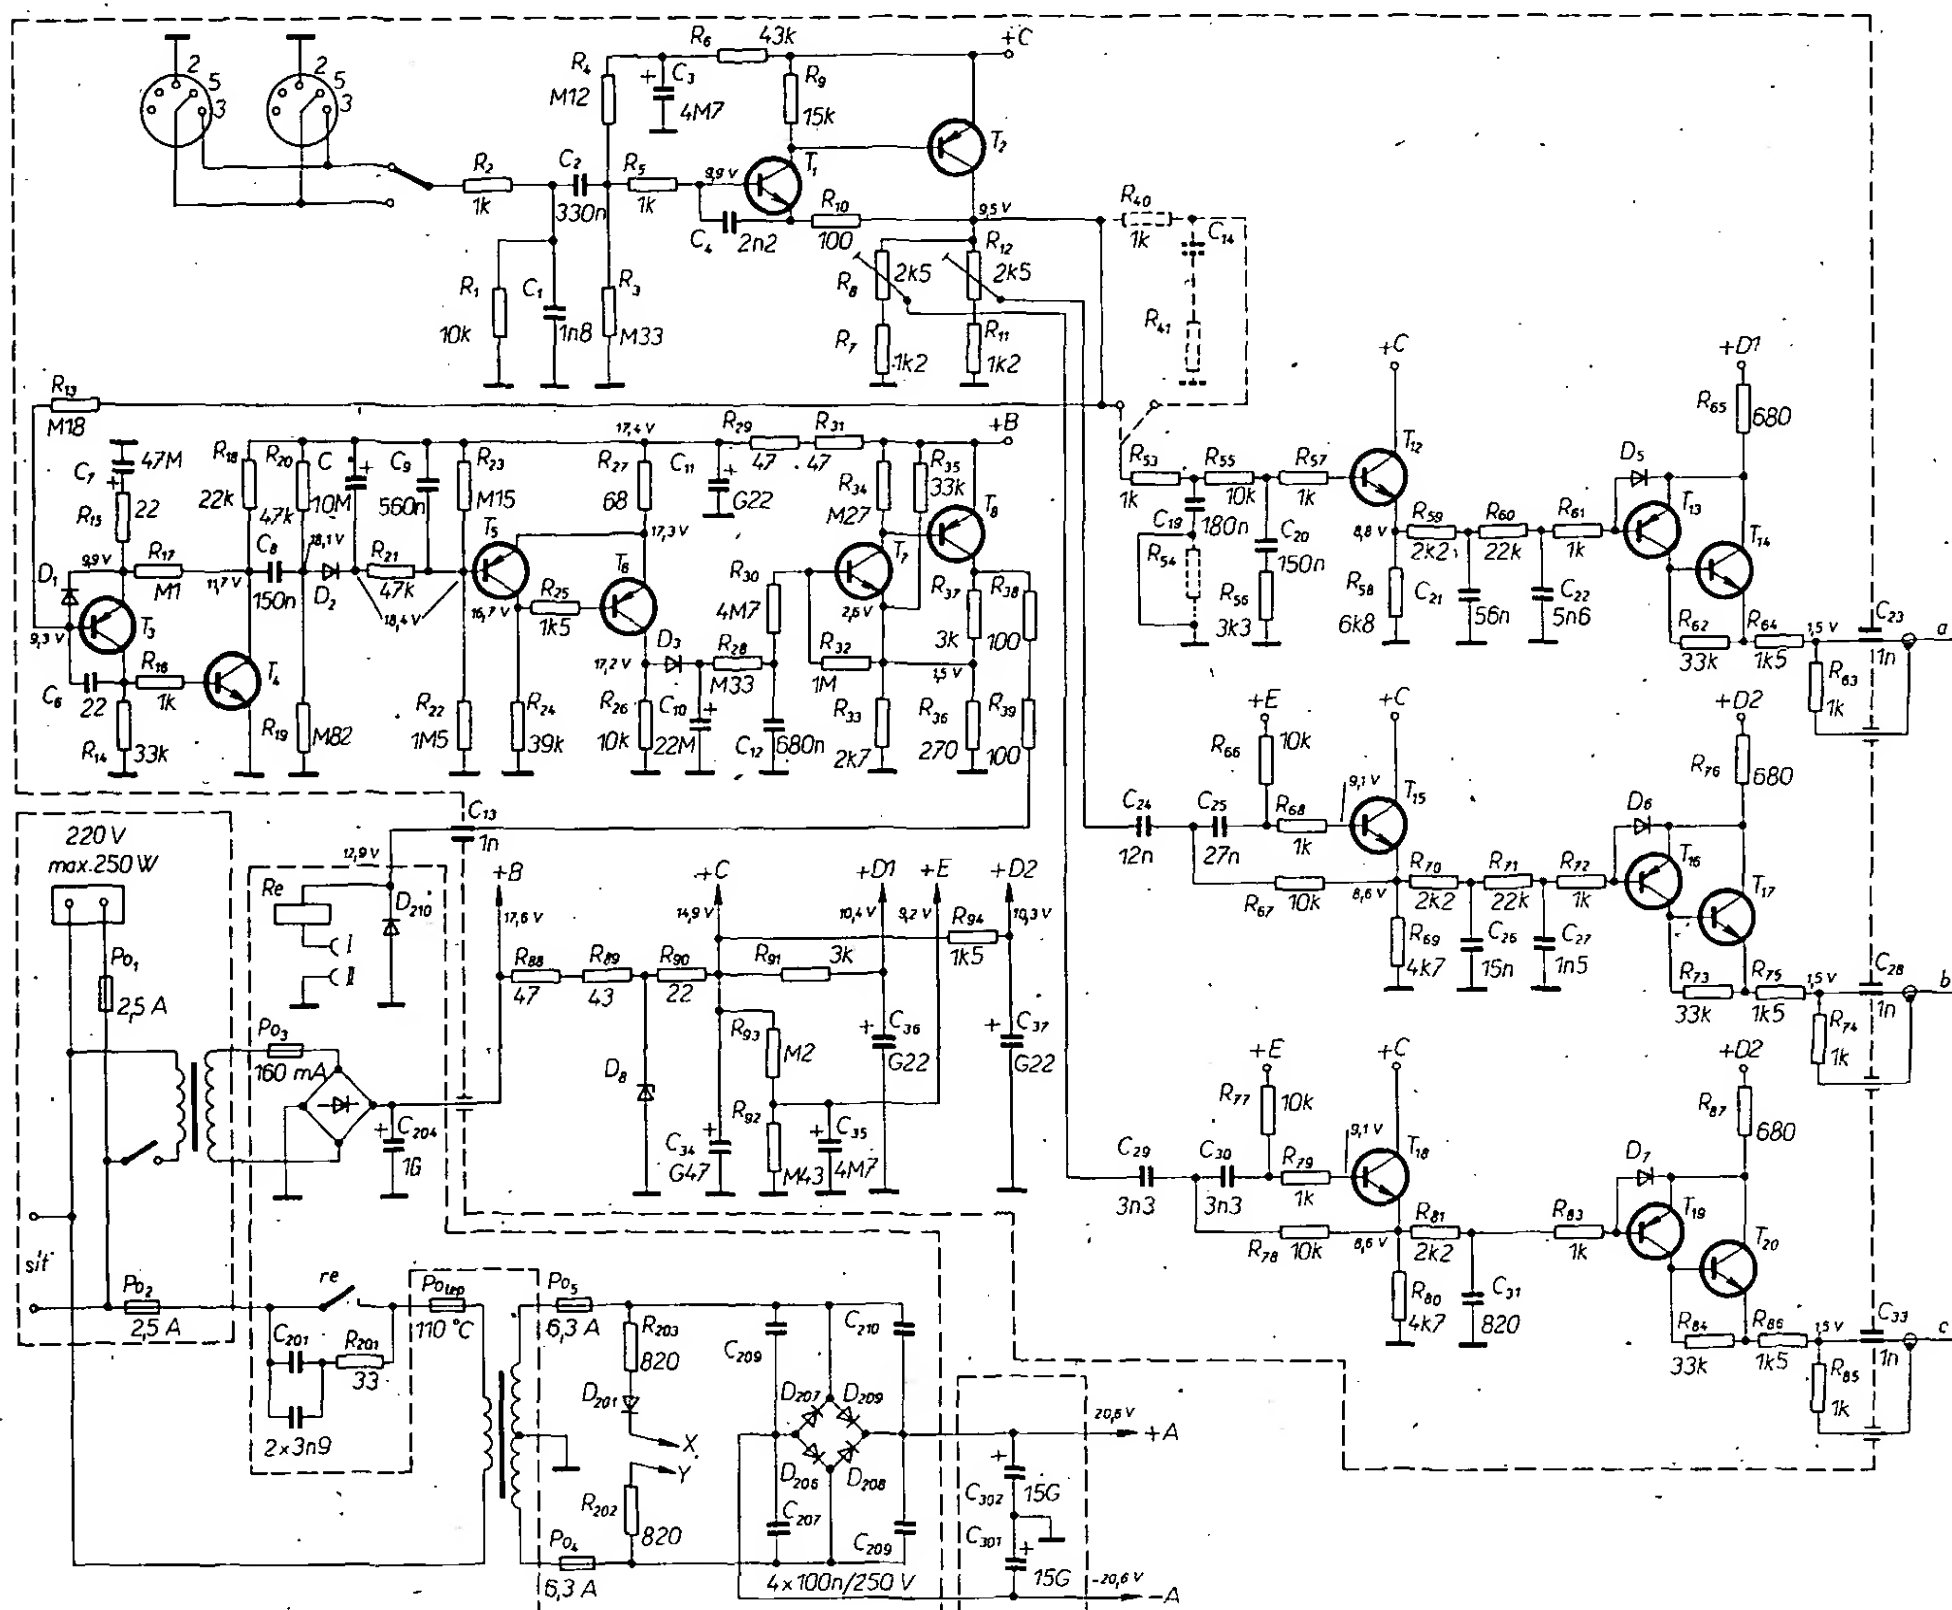 2
5
3
2
5
3
R₄
M12
R₆
43k
C₃
4M7
+
R₉
15k
+C
T₂
R₂
1k
C₂
330n
R₅
1k
9,9 V
T₁
C₄
2n2
R₁₀
100
9,5 V
R₁
10k
C₁
1n8
R₃
M33
R₈
2k5
R₁₂
2k5
R₇
1k2
R₁₁
1k2
R₄₀
1k
C₁₄
R₄₁
R₁₃
M18
C₇
47M
+
R₁₅
22
R₁₈
22k
R₂₀
47k
C
10M
+
C₉
560n
R₂₃
M15
17,4 V
R₂₇
68
C₁₁
G22
+
R₂₉
47
R₃₁
47
R₃₄
M27
R₃₅
33k
+B
T₈
D₁
9,9 V
R₁₇
M1
11,7 V
C₈
150n
18,1 V
D₂
R₂₁
47k
18,4 V
T₅
16,7 V
R₂₅
1k5
T₆
17,3 V
R₃₀
4M7
T₇
2,6 V
R₃₇
3k
R₃₈
100
9,3 V
T₃
C₆
22
R₁₆
1k
T₄
R₁₄
33k
R₁₉
M82
R₂₂
1M5
R₂₄
39k
17,2 V
D₃
R₂₈
M33
R₂₆
10k
C₁₀
22M
+
C₁₂
680n
R₃₂
1M
1,5 V
R₃₃
2k7
R₃₆
270
R₃₉
100
R₅₃
1k
R₅₅
10k
R₅₇
1k
C₁₉
180n
R₅₄
C₂₀
150n
R₅₆
3k3
+C
T₁₂
8,8 V
R₅₉
2k2
R₆₀
22k
R₆₁
1k
R₅₈
6k8
C₂₁
56n
C₂₂
5n6
+D1
R₆₅
680
D₅
T₁₃
T₁₄
R₆₂
33k
R₆₄
1k5
1,5 V
R₆₃
1k
C₂₃
1n
a
C₂₄
12n
C₂₅
27n
+E
R₆₆
10k
R₆₈
1k
R₆₇
10k
+C
9,1 V
T₁₅
8,6 V
R₇₀
2k2
R₇₁
22k
R₇₂
1k
R₆₉
4k7
C₂₆
15n
C₂₇
1n5
+D2
R₇₆
680
D₆
T₁₆
T₁₇
R₇₃
33k
R₇₅
1k5
1,5 V
R₇₄
1k
C₂₈
1n
b
C₂₉
3n3
C₃₀
3n3
+E
R₇₇
10k
R₇₉
1k
R₇₈
10k
+C
9,1 V
T₁₈
8,6 V
R₈₁
2k2
R₈₃
1k
R₈₀
4k7
C₃₁
820
+D2
R₈₇
680
D₇
T₁₉
T₂₀
R₈₄
33k
R₈₆
1k5
1,5 V
R₈₅
1k
C₃₃
1n
c
220 V
max. 250 W
Po₁
2,5 A
Re
I
II
12,9 V
D₂₁₀
C₁₃
1n
Po₃
160 mA
C₂₀₄
1G
+
+B
17,6 V
R₈₈
47
R₈₉
43
R₉₀
22
+C
14,9 V
R₉₁
3k
+D1
10,4 V
+E
9,2 V
R₉₄
1k5
+D2
10,3 V
D₈
R₉₃
M2
R₉₂
M43
C₃₄
G47
+
C₃₅
4M7
+
C₃₆
G22
+
C₃₇
G22
+
síť
Po₂
2,5 A
re
C₂₀₁
R₂₀₁
33
2×3n9
Po tep
110 °C
Po₅
6,3 A
R₂₀₃
820
D₂₀₁
X
Y
R₂₀₂
820
Po₄
6,3 A
C₂₀₉
C₂₁₀
D₂₀₇
D₂₀₉
D₂₀₆
D₂₀₈
C₂₀₇
C₂₀₉
4×100n/250 V
C₃₀₂
15G
+
C₃₀₁
15G
+
20,6 V
+A
-20,6 V
-A